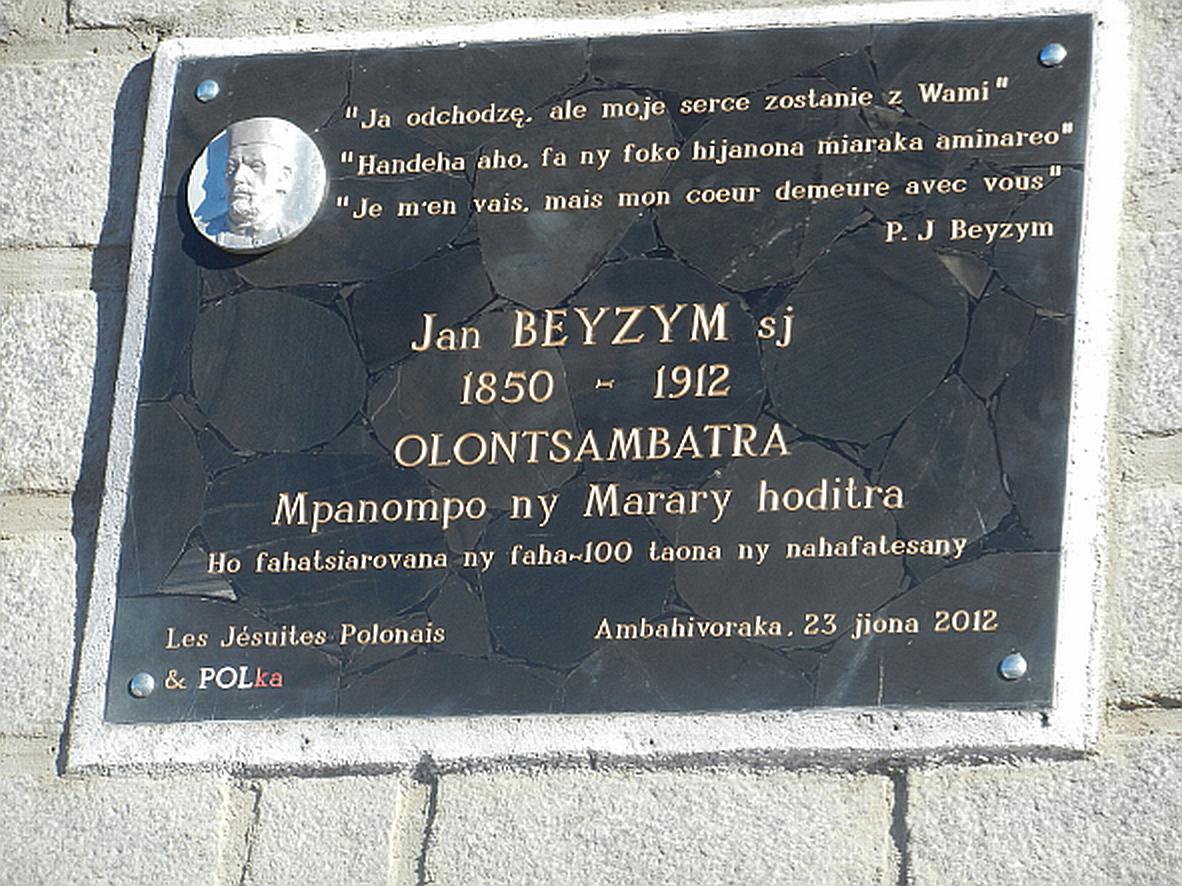 "Ja odchodzę, ale moje serce zostanie z Wami"
"Handeha aho, fa ny foko hijanona miaraka aminareo"
"Je m'en vais, mais mon coeur demeure avec vous"
P. J Beyzym
Jan BEYZYM sj
1850 - 1912
OLONTSAMBATRA
Mpanompo ny Marary hoditra
Ho fahatsiarovana ny faha-100 taona ny nahafatesany
Les Jésuites Polonais
& POLka
Ambahivoraka, 23 jiona 2012